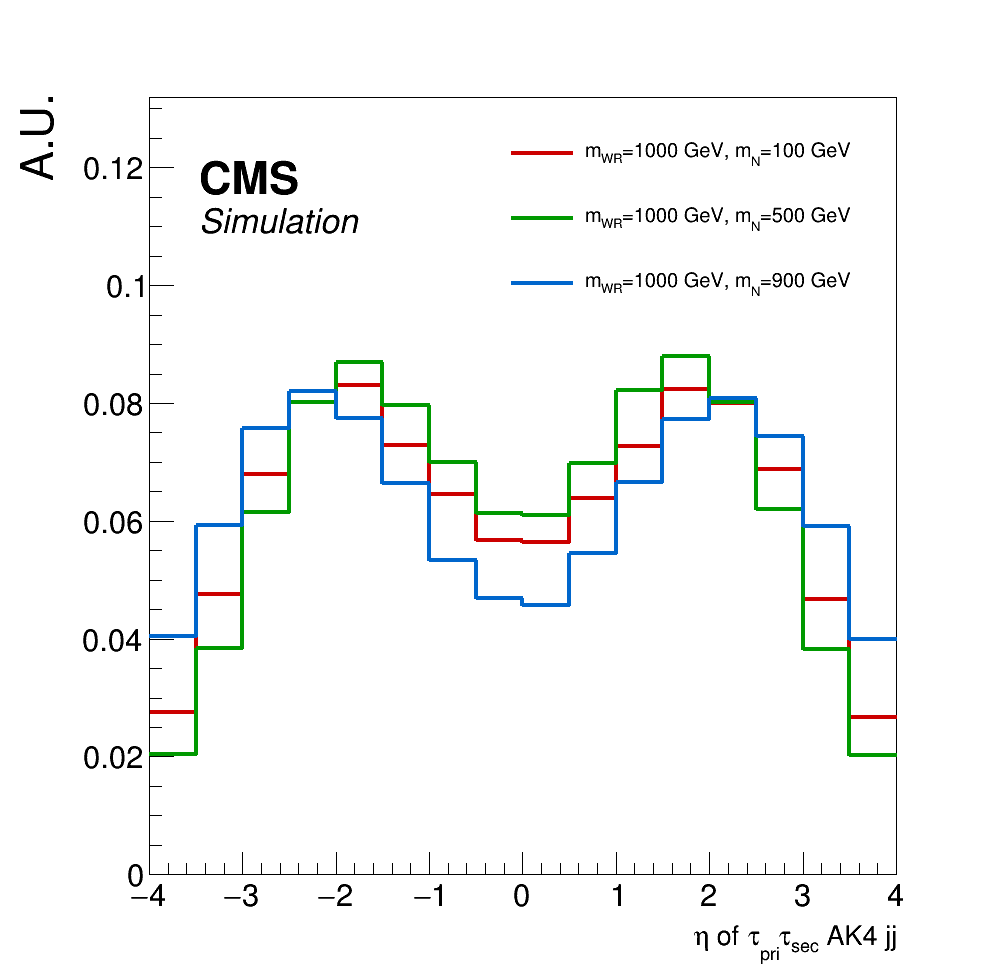 A.U.
CMS
Simulation
m_WR=1000 GeV, m_N=100 GeV
m_WR=1000 GeV, m_N=500 GeV
m_WR=1000 GeV, m_N=900 GeV
0.12
0.1
0.08
0.06
0.04
0.02
0
−4 −3 −2 −1 0 1 2 3 4
η of τ_pri τ_sec AK4 jj